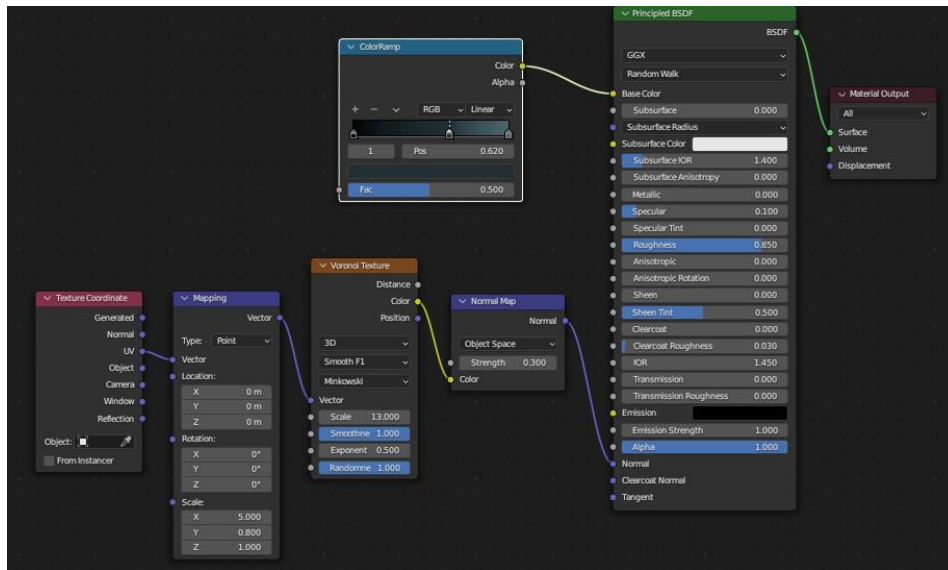 ColorRamp
Color
Alpha
RGB
Linear
1
Pos
0.620
Fac
0.500
Principled BSDF
BSDF
GGX
Random Walk
Base Color
Subsurface
0.000
Subsurface Radius
Subsurface Color
Subsurface IOR
1.400
Subsurface Anisotropy
0.000
Metallic
0.000
Specular
0.100
Specular Tint
0.000
Roughness
0.850
Anisotropic
0.000
Anisotropic Rotation
0.000
Sheen
0.000
Sheen Tint
0.500
Clearcoat
0.000
Clearcoat Roughness
0.030
IOR
1.450
Transmission
0.000
Transmission Roughness
0.000
Emission
Emission Strength
1.000
Alpha
1.000
Normal
Clearcoat Normal
Tangent
Material Output
All
Surface
Volume
Displacement
Texture Coordinate
Generated
Normal
UV
Object
Camera
Window
Reflection
Object:
From Instancer
Mapping
Vector
Type:
Point
Vector
Location:
X
0 m
Y
0 m
Z
0 m
Rotation:
X
0°
Y
0°
Z
0°
Scale:
X
5.000
Y
0.800
Z
1.000
Voronoi Texture
Distance
Color
Position
3D
Smooth F1
Minkowski
Vector
Scale
13.000
Smoothne
1.000
Exponent
0.500
Randomne
1.000
Normal Map
Normal
Object Space
Strength
0.300
Color